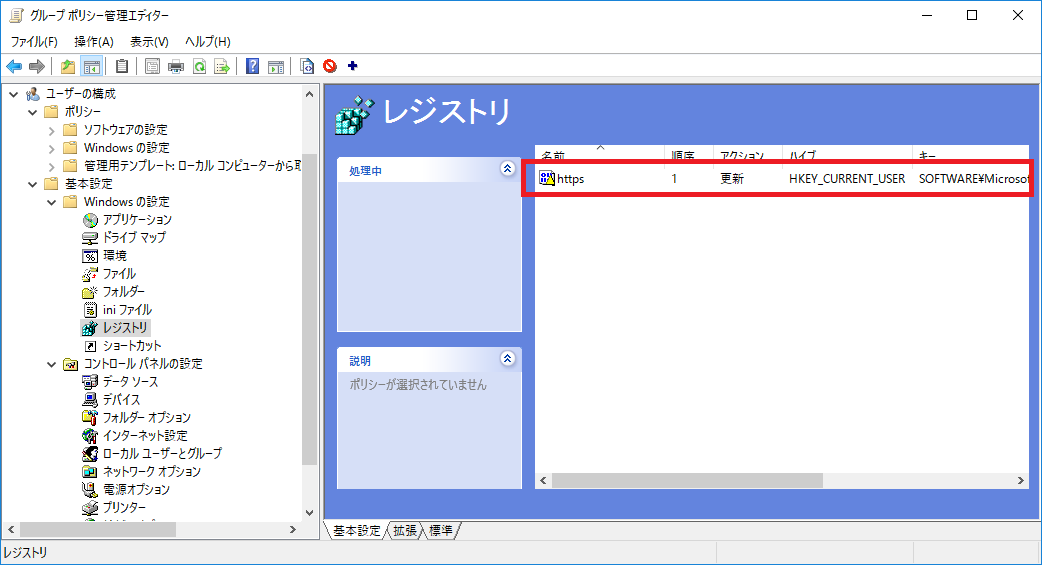 グループ ポリシー管理エディター
ファイル(F) 操作(A) 表示(V) ヘルプ(H)
ユーザーの構成
ポリシー
ソフトウェアの設定
Windows の設定
管理用テンプレート: ローカル コンピューターから取
基本設定
Windows の設定
アプリケーション
ドライブ マップ
環境
ファイル
フォルダー
ini ファイル
レジストリ
ショートカット
コントロール パネルの設定
データ ソース
デバイス
フォルダー オプション
インターネット設定
ローカル ユーザーとグループ
ネットワーク オプション
電源オプション
プリンター
レジストリ
処理中
説明
ポリシーが選択されていません
名前 順序 アクション ハイブ キー
https 1 更新 HKEY_CURRENT_USER SOFTWARE¥Microsof
基本設定 拡張 標準
レジストリ